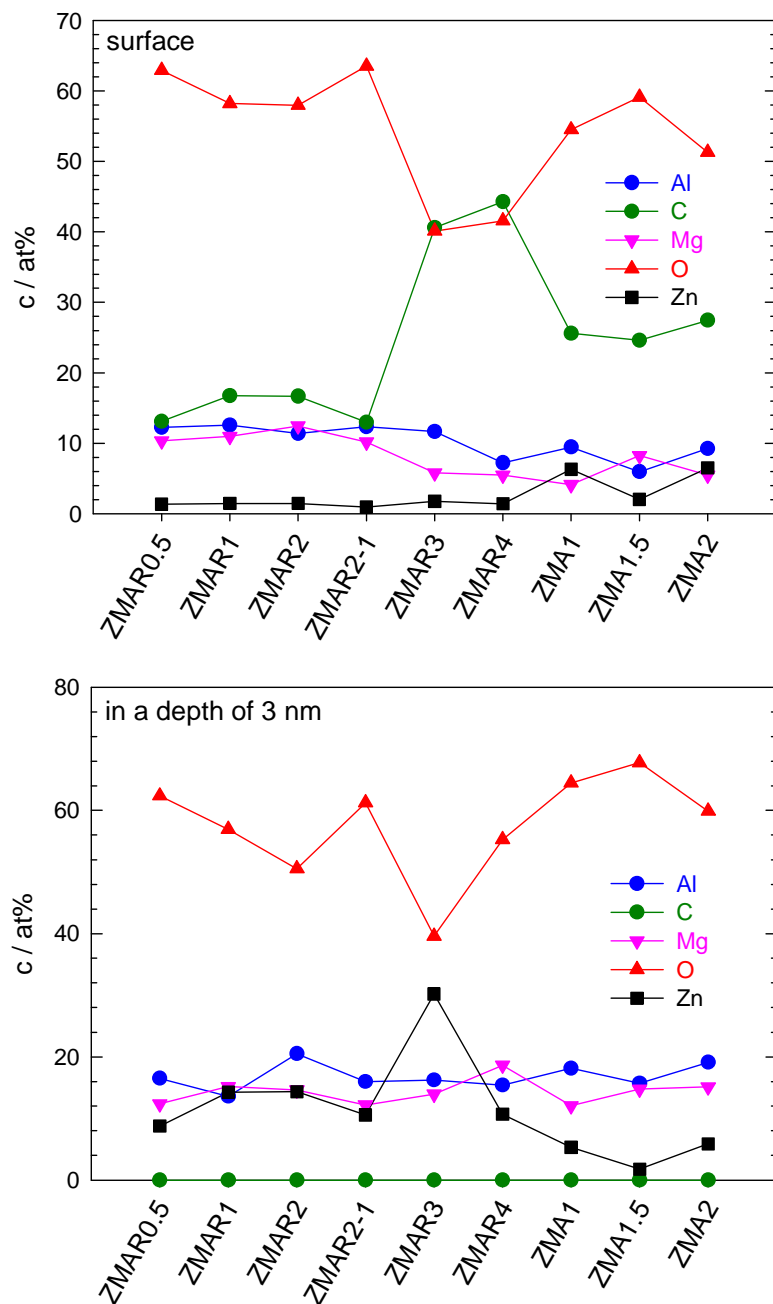 70
surface
60
50
Al
C
40
Mg
O
30
Zn
c / at%
20
10
0
ZMAR0.5
ZMAR1
ZMAR2
ZMAR2-1
ZMAR3
ZMAR4
ZMA1
ZMA1.5
ZMA2
80
in a depth of 3 nm
60
Al
C
40
Mg
O
Zn
c / at%
20
0
ZMAR0.5
ZMAR1
ZMAR2
ZMAR2-1
ZMAR3
ZMAR4
ZMA1
ZMA1.5
ZMA2